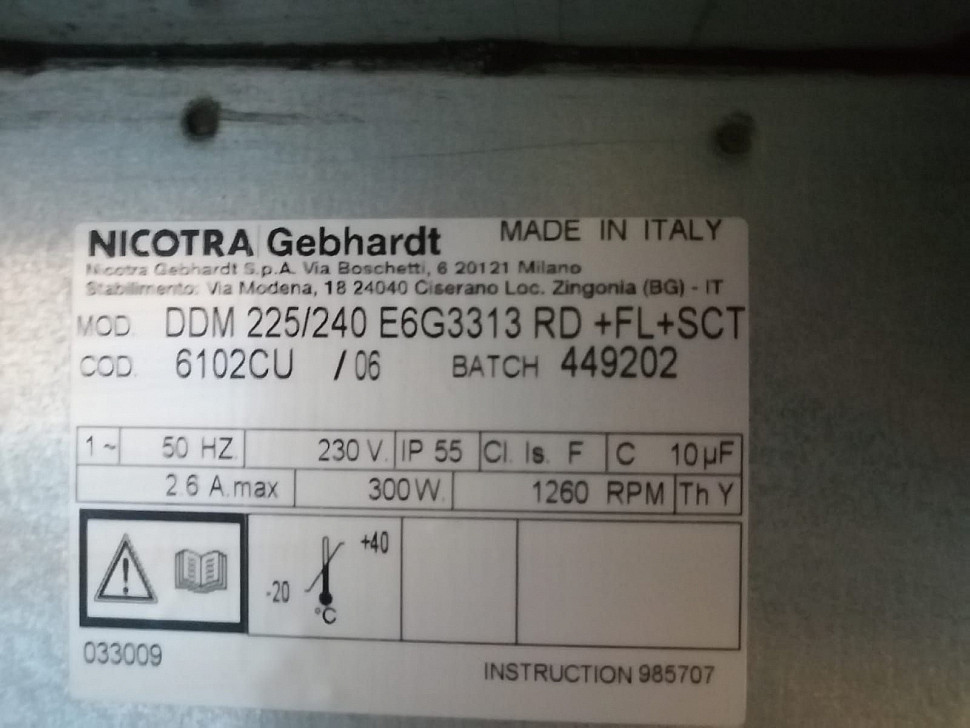 NICOTRA Gebhardt MADE IN ITALY
Nicotra Gebhardt S.p.A. Via Boschetti, 6 20121 Milano
Stabilimento: Via Modena, 18 24040 Ciserano Loc. Zingonia (BG) - IT
MOD. DDM 225/240 E6G3313 RD +FL+SCT
COD. 6102CU / 06 BATCH 449202
1 ~ 50 HZ 230 V. IP 55 Cl. Is. F C 10 µF
2.6 A.max 300 W. 1260 RPM Th Y
+40
-20
°C
033009
INSTRUCTION 985707